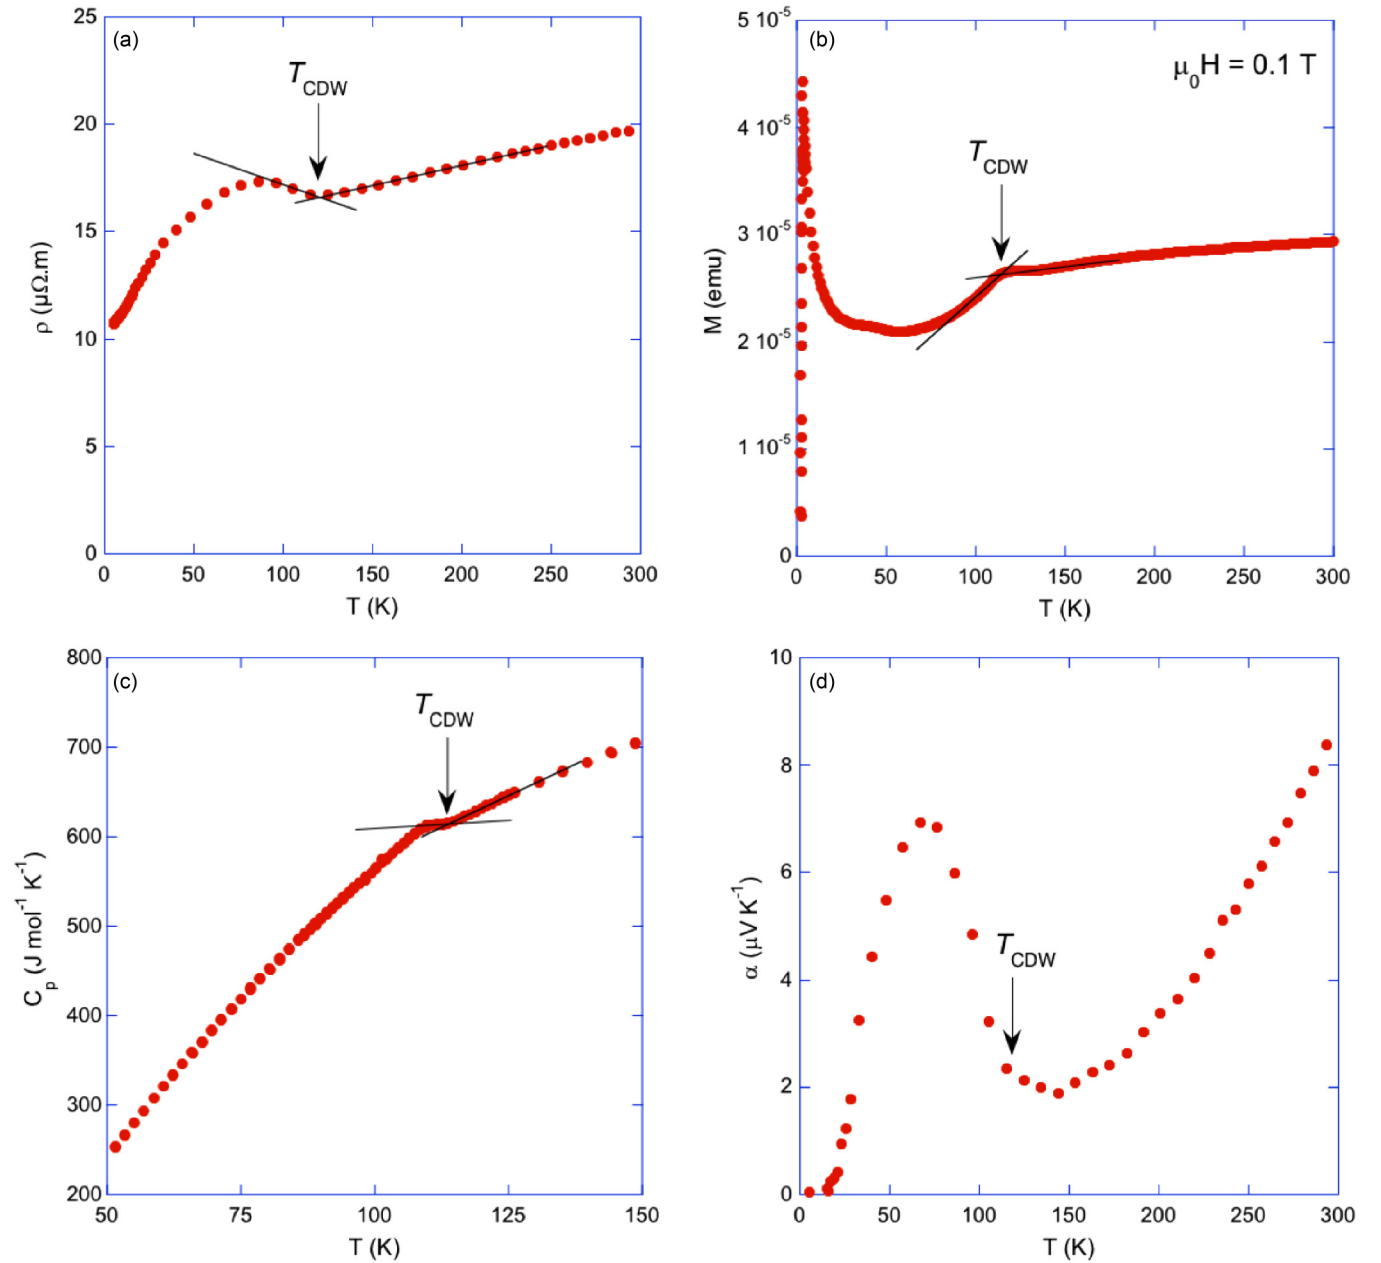 (a)
T_CDW
25
20
15
10
5
0
ρ (μΩ.m)
0 50 100 150 200 250 300
T (K)
(b)
μ₀H = 0.1 T
T_CDW
5 10⁻⁵
4 10⁻⁵
3 10⁻⁵
2 10⁻⁵
1 10⁻⁵
0
M (emu)
0 50 100 150 200 250 300
T (K)
(c)
T_CDW
800
700
600
500
400
300
200
C_p (J mol⁻¹ K⁻¹)
50 75 100 125 150
T (K)
(d)
T_CDW
10
8
6
4
2
0
α (μV K⁻¹)
0 50 100 150 200 250 300
T (K)